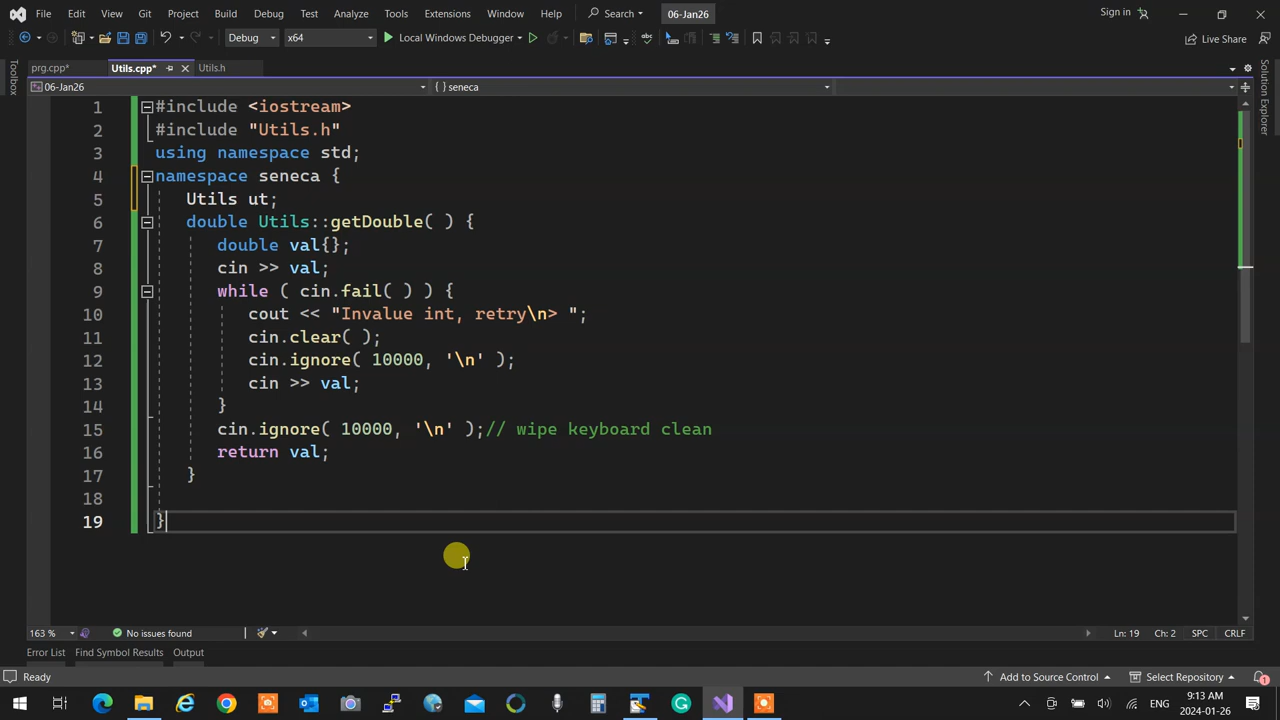 File Edit View Git Project Build Debug Test Analyze Tools Extensions Window Help Search 06-Jan26 Sign in
Debug x64 Local Windows Debugger Live Share
prg.cpp* Utils.cpp* Utils.h
06-Jan26 { } seneca
Toolbox
Solution Explorer
1 #include <iostream>
2 #include "Utils.h"
3 using namespace std;
4 namespace seneca {
5 Utils ut;
6 double Utils::getDouble( ) {
7 double val{};
8 cin >> val;
9 while ( cin.fail( ) ) {
10 cout << "Invalue int, retry\n> ";
11 cin.clear( );
12 cin.ignore( 10000, '\n' );
13 cin >> val;
14 }
15 cin.ignore( 10000, '\n' );// wipe keyboard clean
16 return val;
17 }
18
19 }
163 % No issues found Ln: 19 Ch: 2 SPC CRLF
Error List Find Symbol Results Output
Ready Add to Source Control Select Repository 1
ENG 9:13 AM
2024-01-26 3